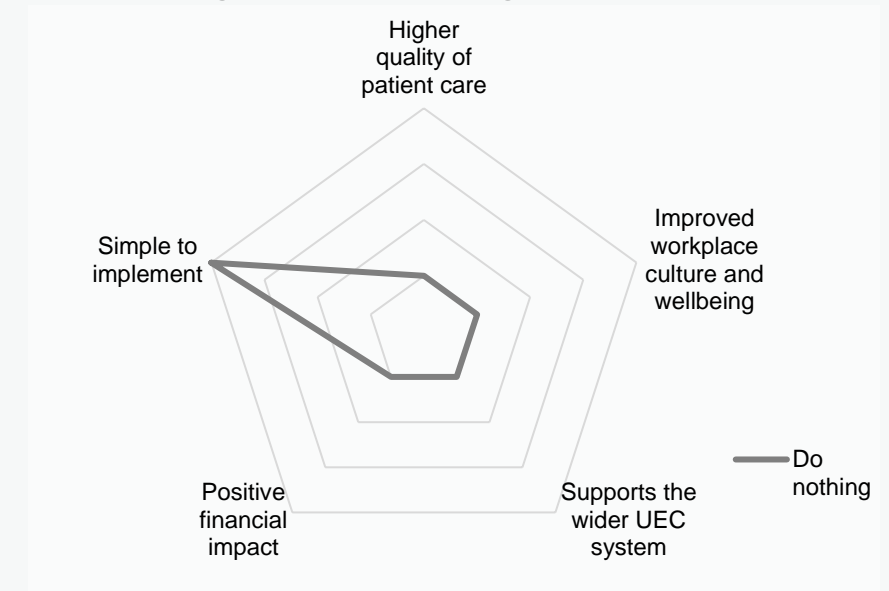 Higher
quality of
patient care
Improved
workplace
culture and
wellbeing
Simple to
implement
Do
nothing
Positive
financial
impact
Supports the
wider UEC
system